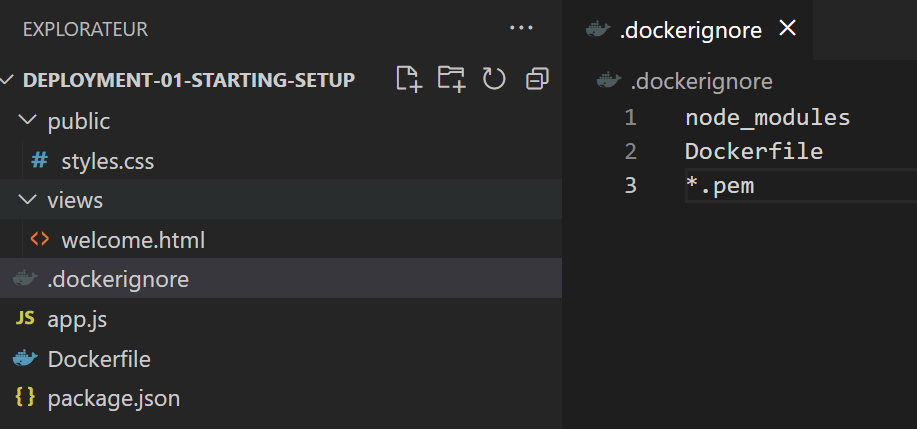 EXPLORATEUR
DEPLOYMENT-01-STARTING-SETUP
public
# styles.css
views
<> welcome.html
.dockerignore
JS app.js
Dockerfile
{} package.json
.dockerignore
.dockerignore
1 node_modules
2 Dockerfile
3 *.pem